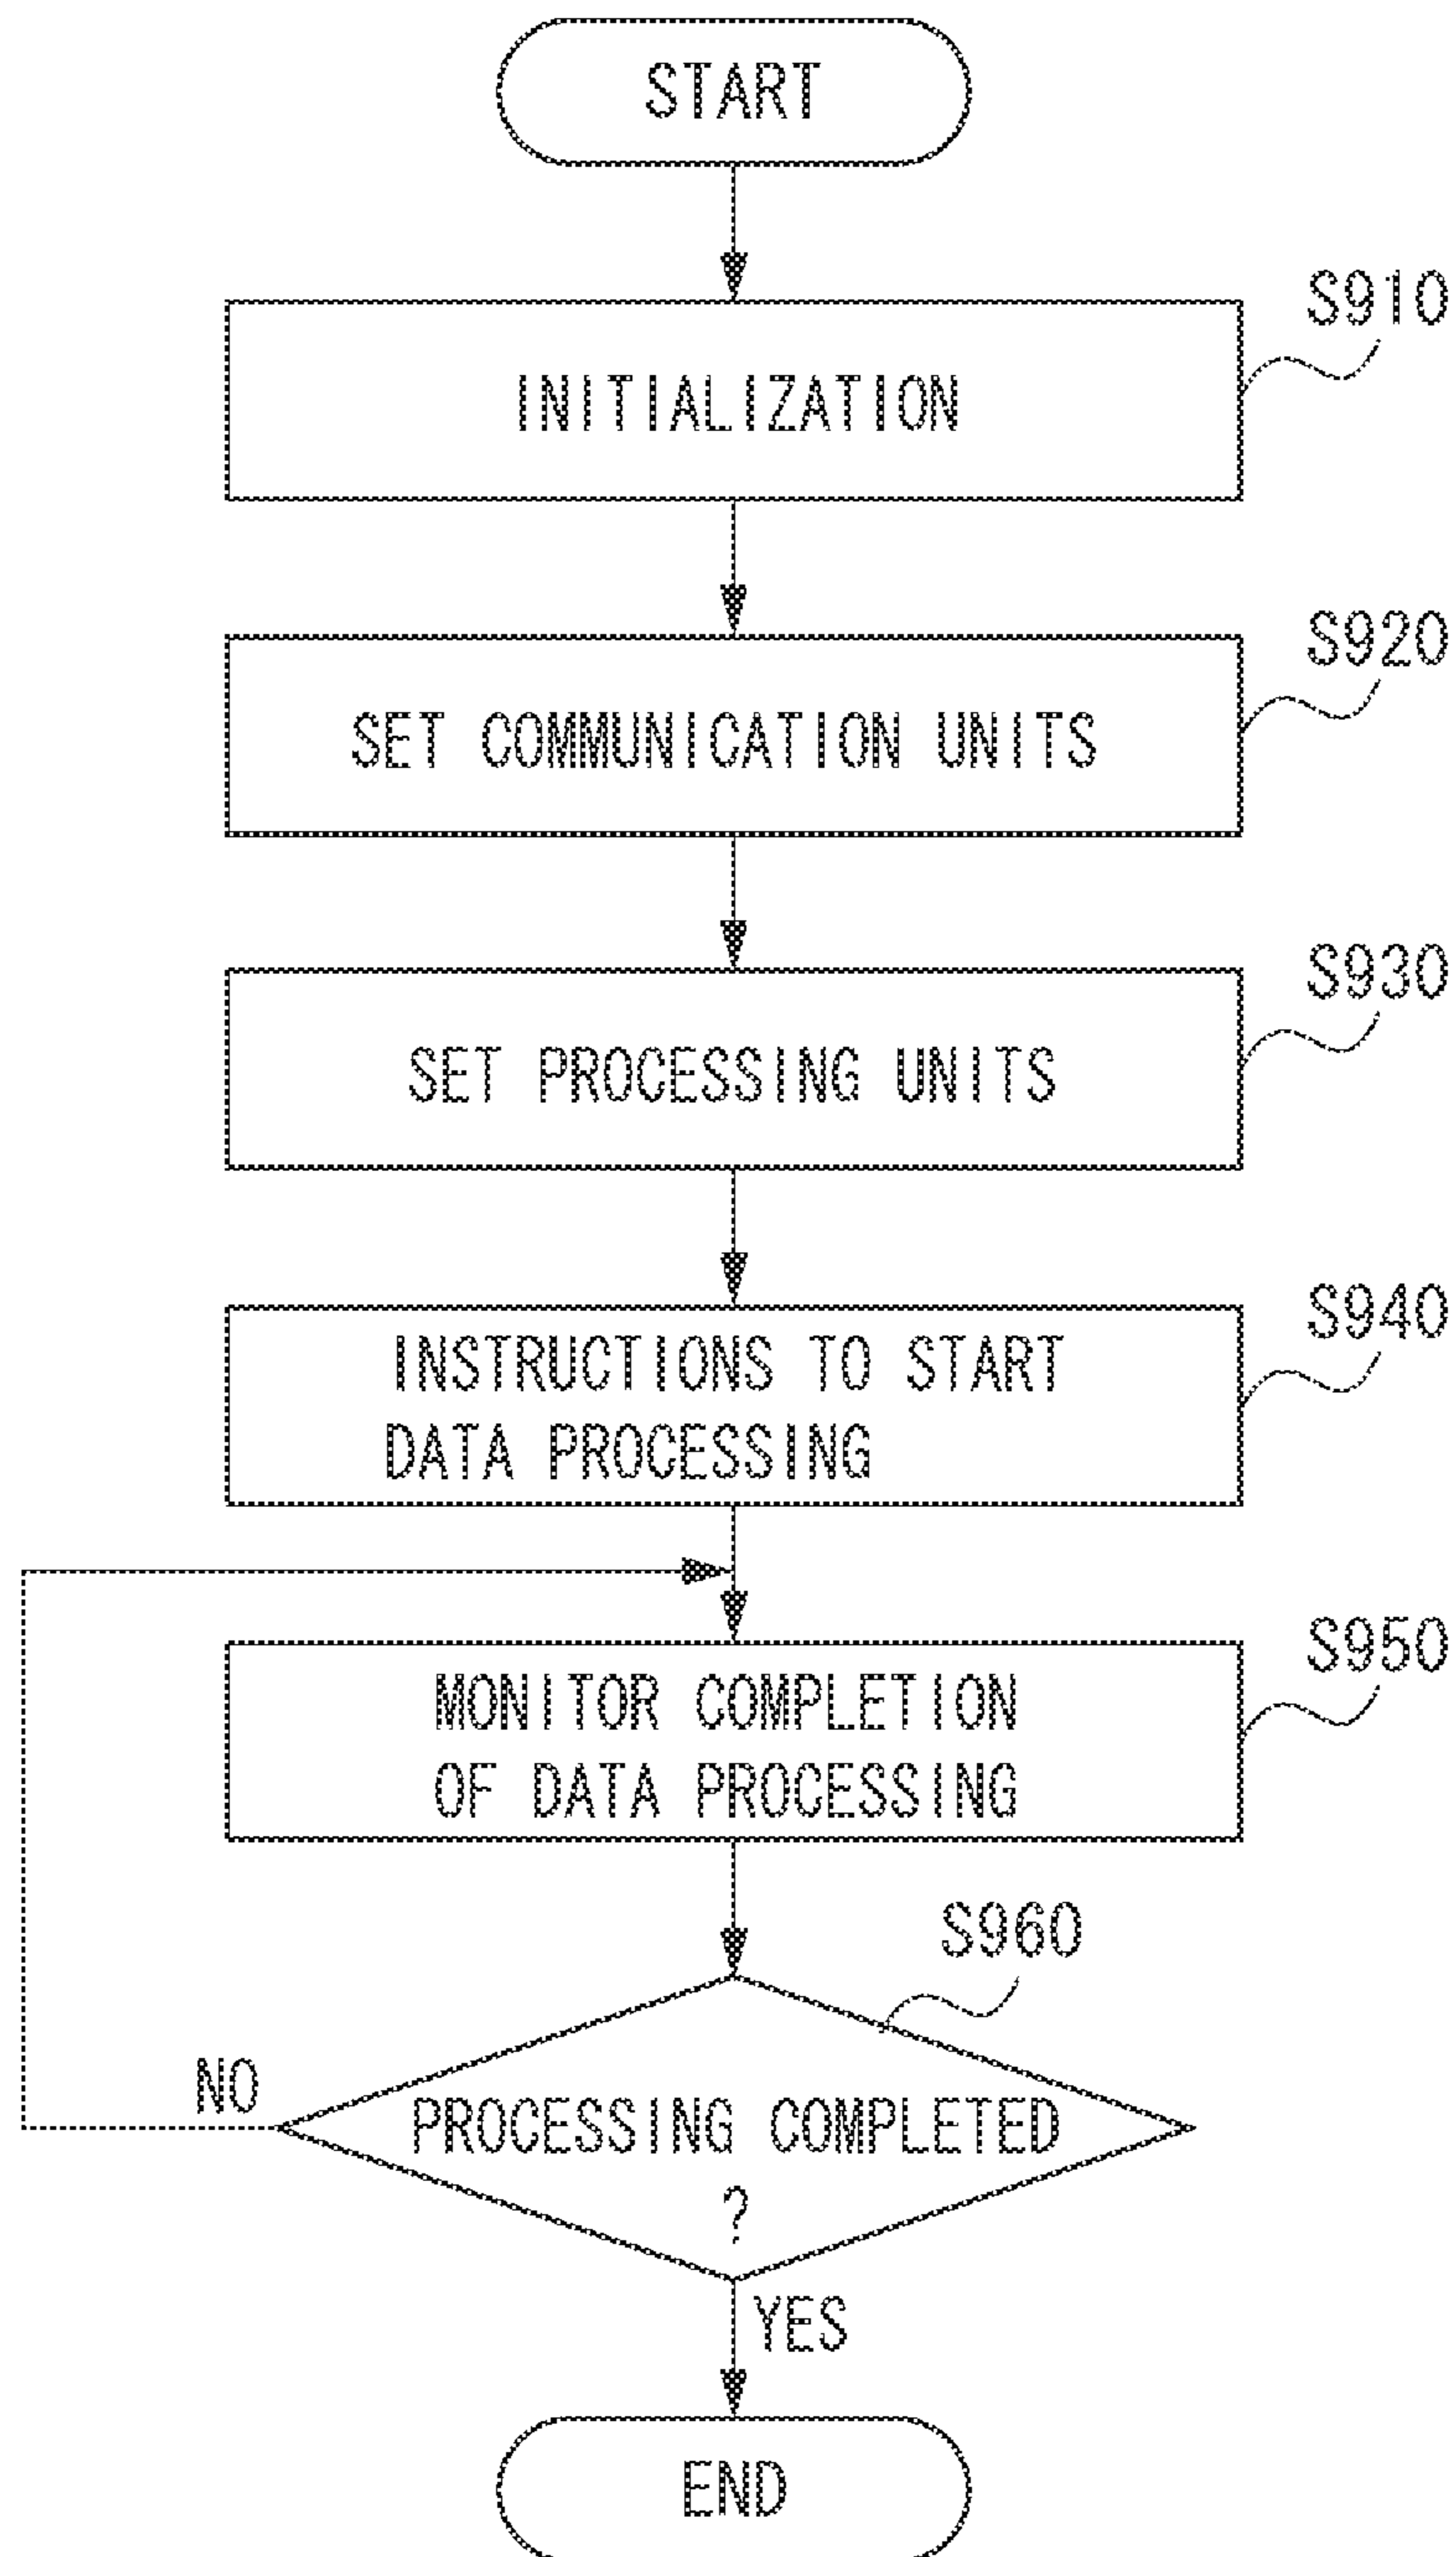 START
S910
INITIALIZATION
S920
SET COMMUNICATION UNITS
S930
SET PROCESSING UNITS
S940
INSTRUCTIONS TO START
DATA PROCESSING
S950
MONITOR COMPLETION
OF DATA PROCESSING
S960
NO
PROCESSING COMPLETED
?
YES
END